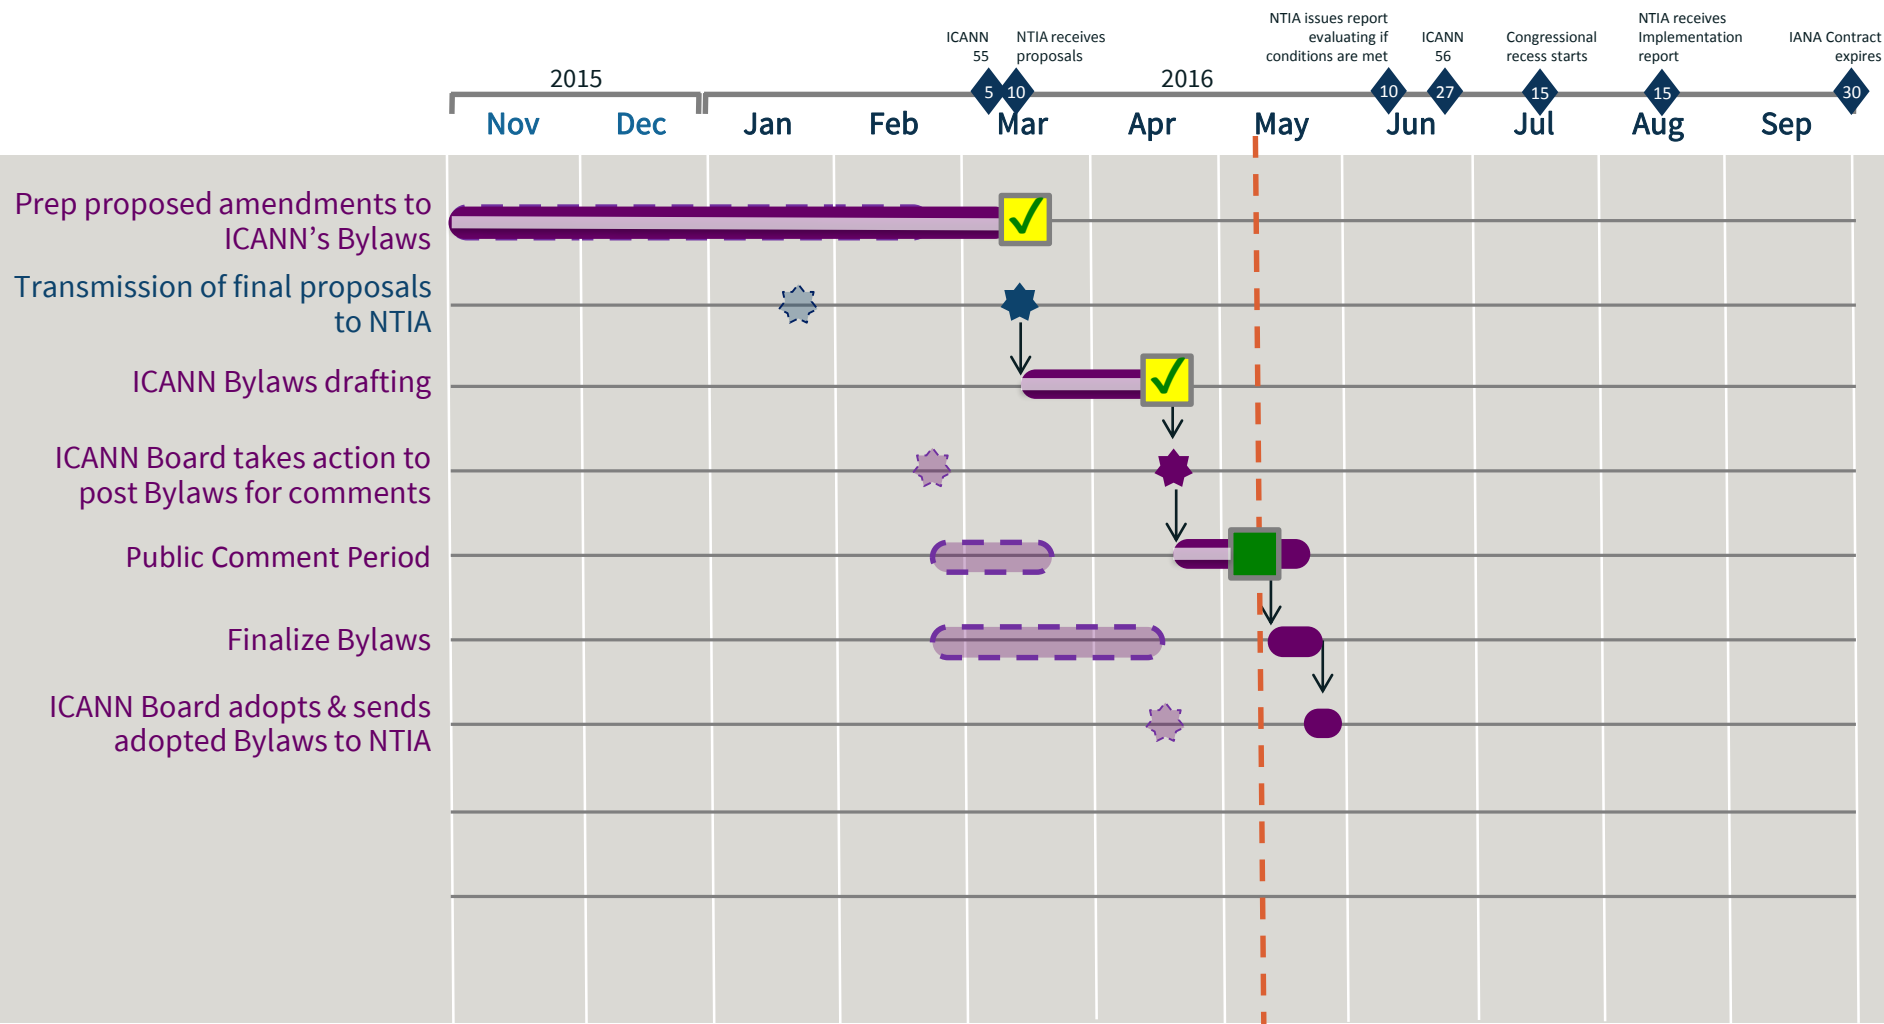 NTIA issues report
evaluating if
conditions are met
NTIA receives
Implementation
report
ICANN
55
NTIA receives
proposals
ICANN
56
Congressional
recess starts
IANA Contract
expires
2015
2016
5
10
10
27
15
15
30
Nov
Dec
Jan
Feb
Mar
Apr
May
Jun
Jul
Aug
Sep
Prep proposed amendments to
ICANN’s Bylaws
Transmission of final proposals
to NTIA
ICANN Bylaws drafting
ICANN Board takes action to
post Bylaws for comments
Public Comment Period
Finalize Bylaws
ICANN Board adopts & sends
adopted Bylaws to NTIA